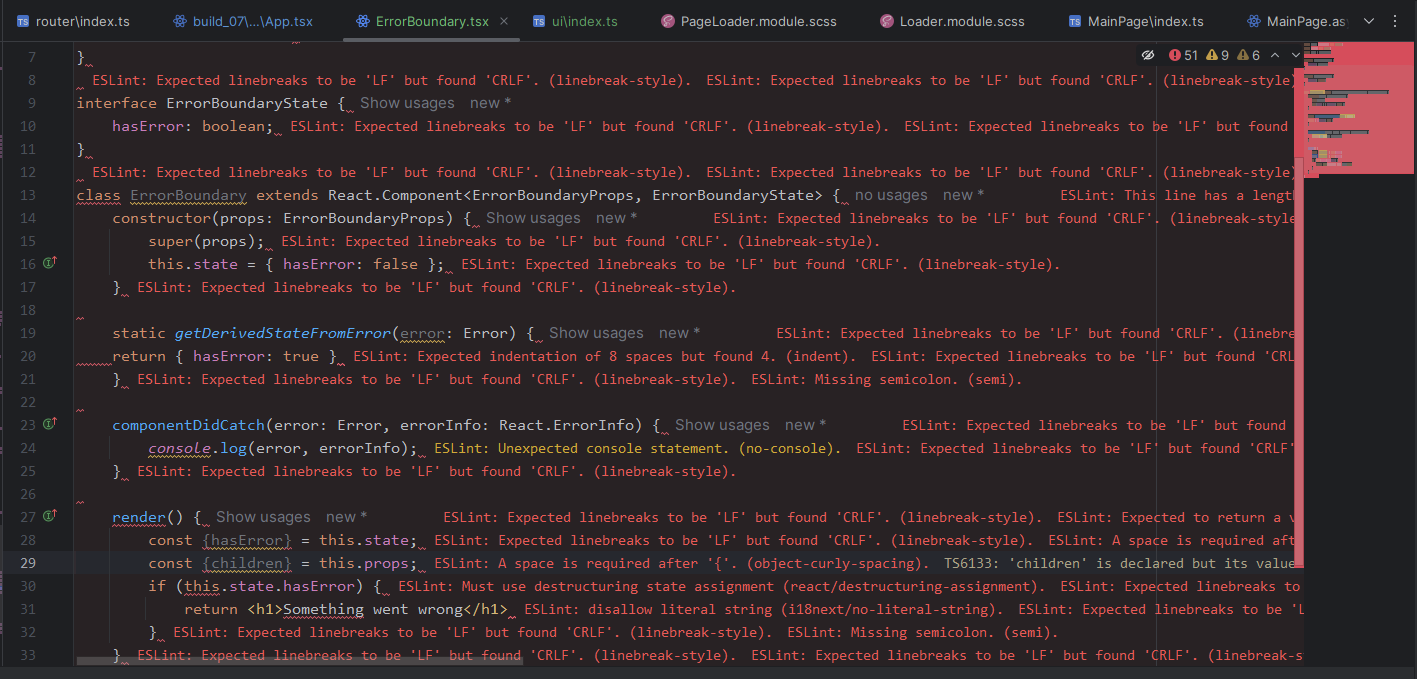 router\index.ts build_07\...\App.tsx ErrorBoundary.tsx ui\index.ts PageLoader.module.scss Loader.module.scss MainPage\index.ts MainPage.as
7 } 51 9 6
8 ESLint: Expected linebreaks to be 'LF' but found 'CRLF'. (linebreak-style). ESLint: Expected linebreaks to be 'LF' but found 'CRLF'. (linebreak-style)
9 interface ErrorBoundaryState { Show usages new *
10 hasError: boolean; ESLint: Expected linebreaks to be 'LF' but found 'CRLF'. (linebreak-style). ESLint: Expected linebreaks to be 'LF' but found
11 }
12 ESLint: Expected linebreaks to be 'LF' but found 'CRLF'. (linebreak-style). ESLint: Expected linebreaks to be 'LF' but found 'CRLF'. (linebreak-style)
13 class ErrorBoundary extends React.Component<ErrorBoundaryProps, ErrorBoundaryState> { no usages new * ESLint: This line has a length
14 constructor(props: ErrorBoundaryProps) { Show usages new * ESLint: Expected linebreaks to be 'LF' but found 'CRLF'. (linebreak-style
15 super(props); ESLint: Expected linebreaks to be 'LF' but found 'CRLF'. (linebreak-style).
16 this.state = { hasError: false }; ESLint: Expected linebreaks to be 'LF' but found 'CRLF'. (linebreak-style).
17 } ESLint: Expected linebreaks to be 'LF' but found 'CRLF'. (linebreak-style).
18
19 static getDerivedStateFromError(error: Error) { Show usages new * ESLint: Expected linebreaks to be 'LF' but found 'CRLF'. (linebre
20 return { hasError: true } ESLint: Expected indentation of 8 spaces but found 4. (indent). ESLint: Expected linebreaks to be 'LF' but found 'CRL
21 } ESLint: Expected linebreaks to be 'LF' but found 'CRLF'. (linebreak-style). ESLint: Missing semicolon. (semi).
22
23 componentDidCatch(error: Error, errorInfo: React.ErrorInfo) { Show usages new * ESLint: Expected linebreaks to be 'LF' but found
24 console.log(error, errorInfo); ESLint: Unexpected console statement. (no-console). ESLint: Expected linebreaks to be 'LF' but found 'CRLF'
25 } ESLint: Expected linebreaks to be 'LF' but found 'CRLF'. (linebreak-style).
26
27 render() { Show usages new * ESLint: Expected linebreaks to be 'LF' but found 'CRLF'. (linebreak-style). ESLint: Expected to return a v
28 const {hasError} = this.state; ESLint: Expected linebreaks to be 'LF' but found 'CRLF'. (linebreak-style). ESLint: A space is required aft
29 const {children} = this.props; ESLint: A space is required after '{'. (object-curly-spacing). TS6133: 'children' is declared but its value
30 if (this.state.hasError) { ESLint: Must use destructuring state assignment (react/destructuring-assignment). ESLint: Expected linebreaks to
31 return <h1>Something went wrong</h1> ESLint: disallow literal string (i18next/no-literal-string). ESLint: Expected linebreaks to be 'L
32 } ESLint: Expected linebreaks to be 'LF' but found 'CRLF'. (linebreak-style). ESLint: Missing semicolon. (semi).
33 } ESLint: Expected linebreaks to be 'LF' but found 'CRLF'. (linebreak-style). ESLint: Expected linebreaks to be 'LF' but found 'CRLF'. (linebreak-s